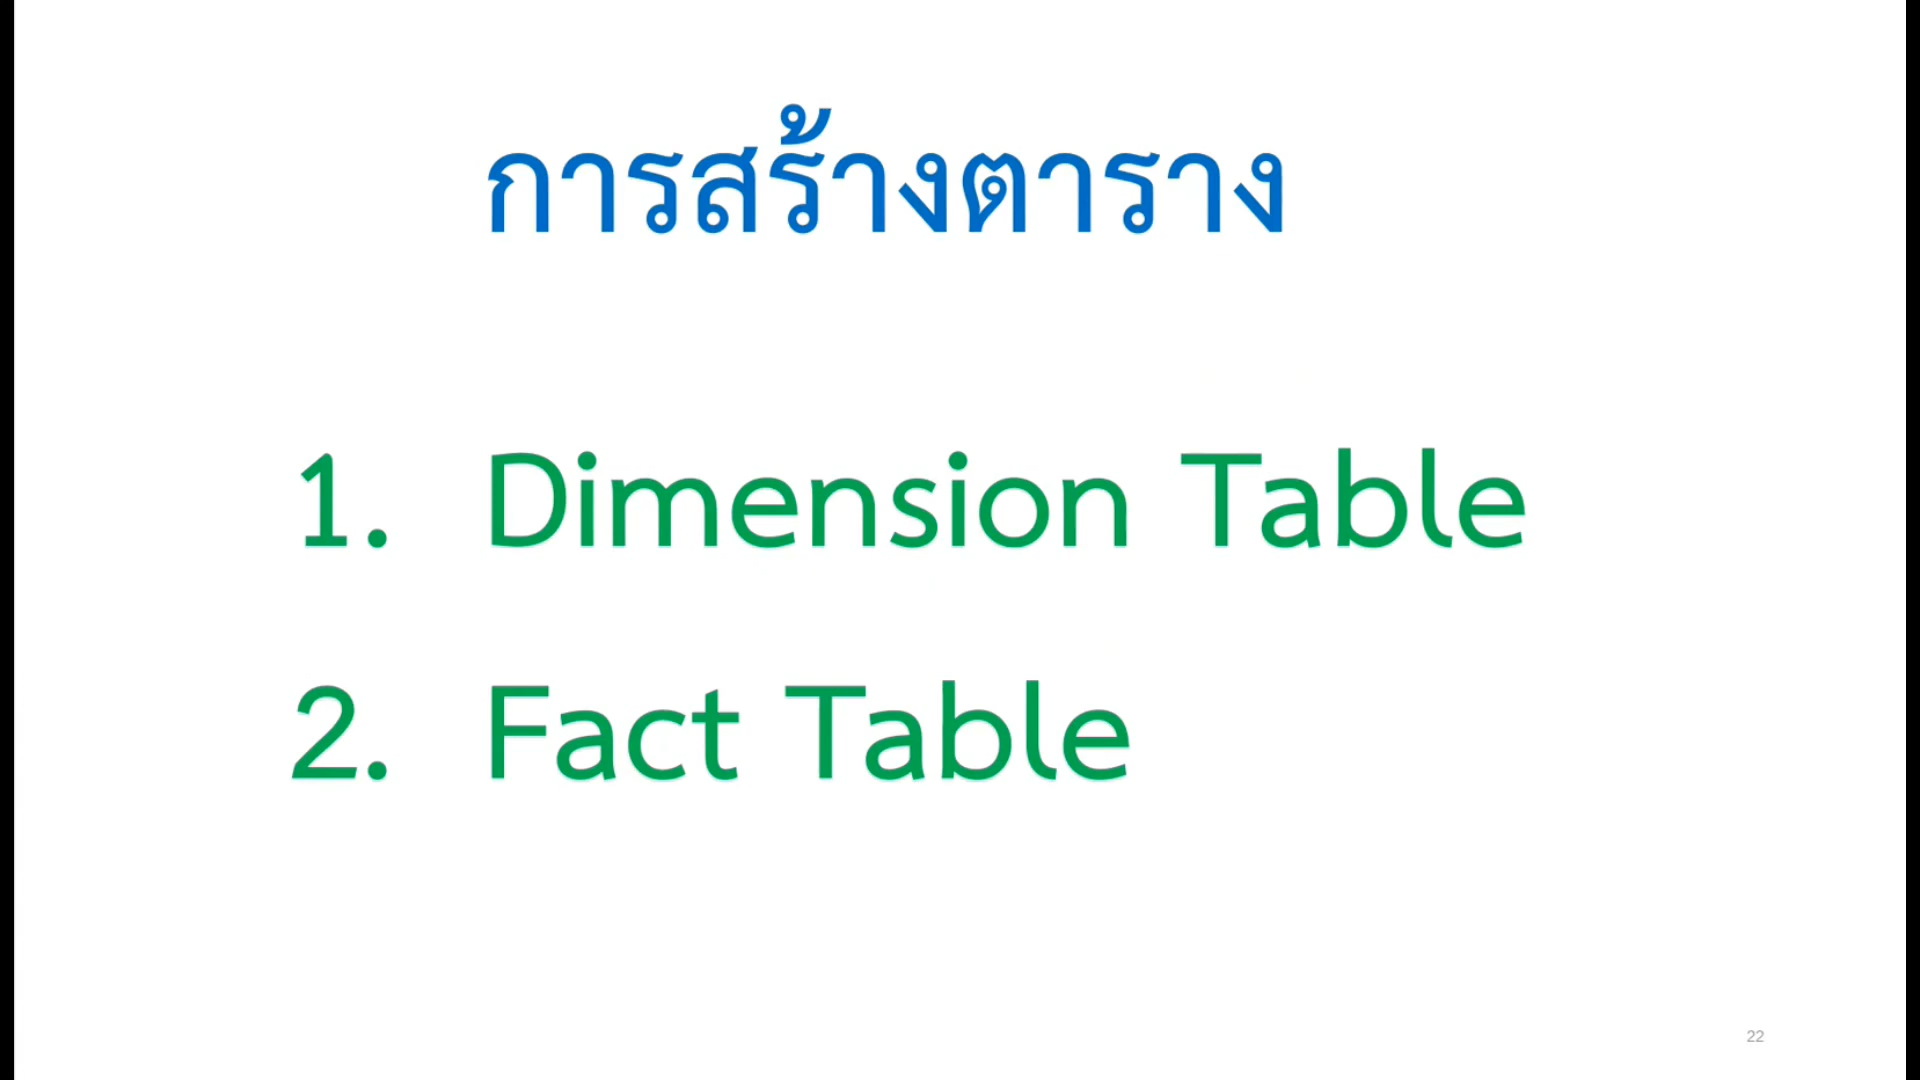 การสร้างตาราง
1. Dimension Table
2. Fact Table
22